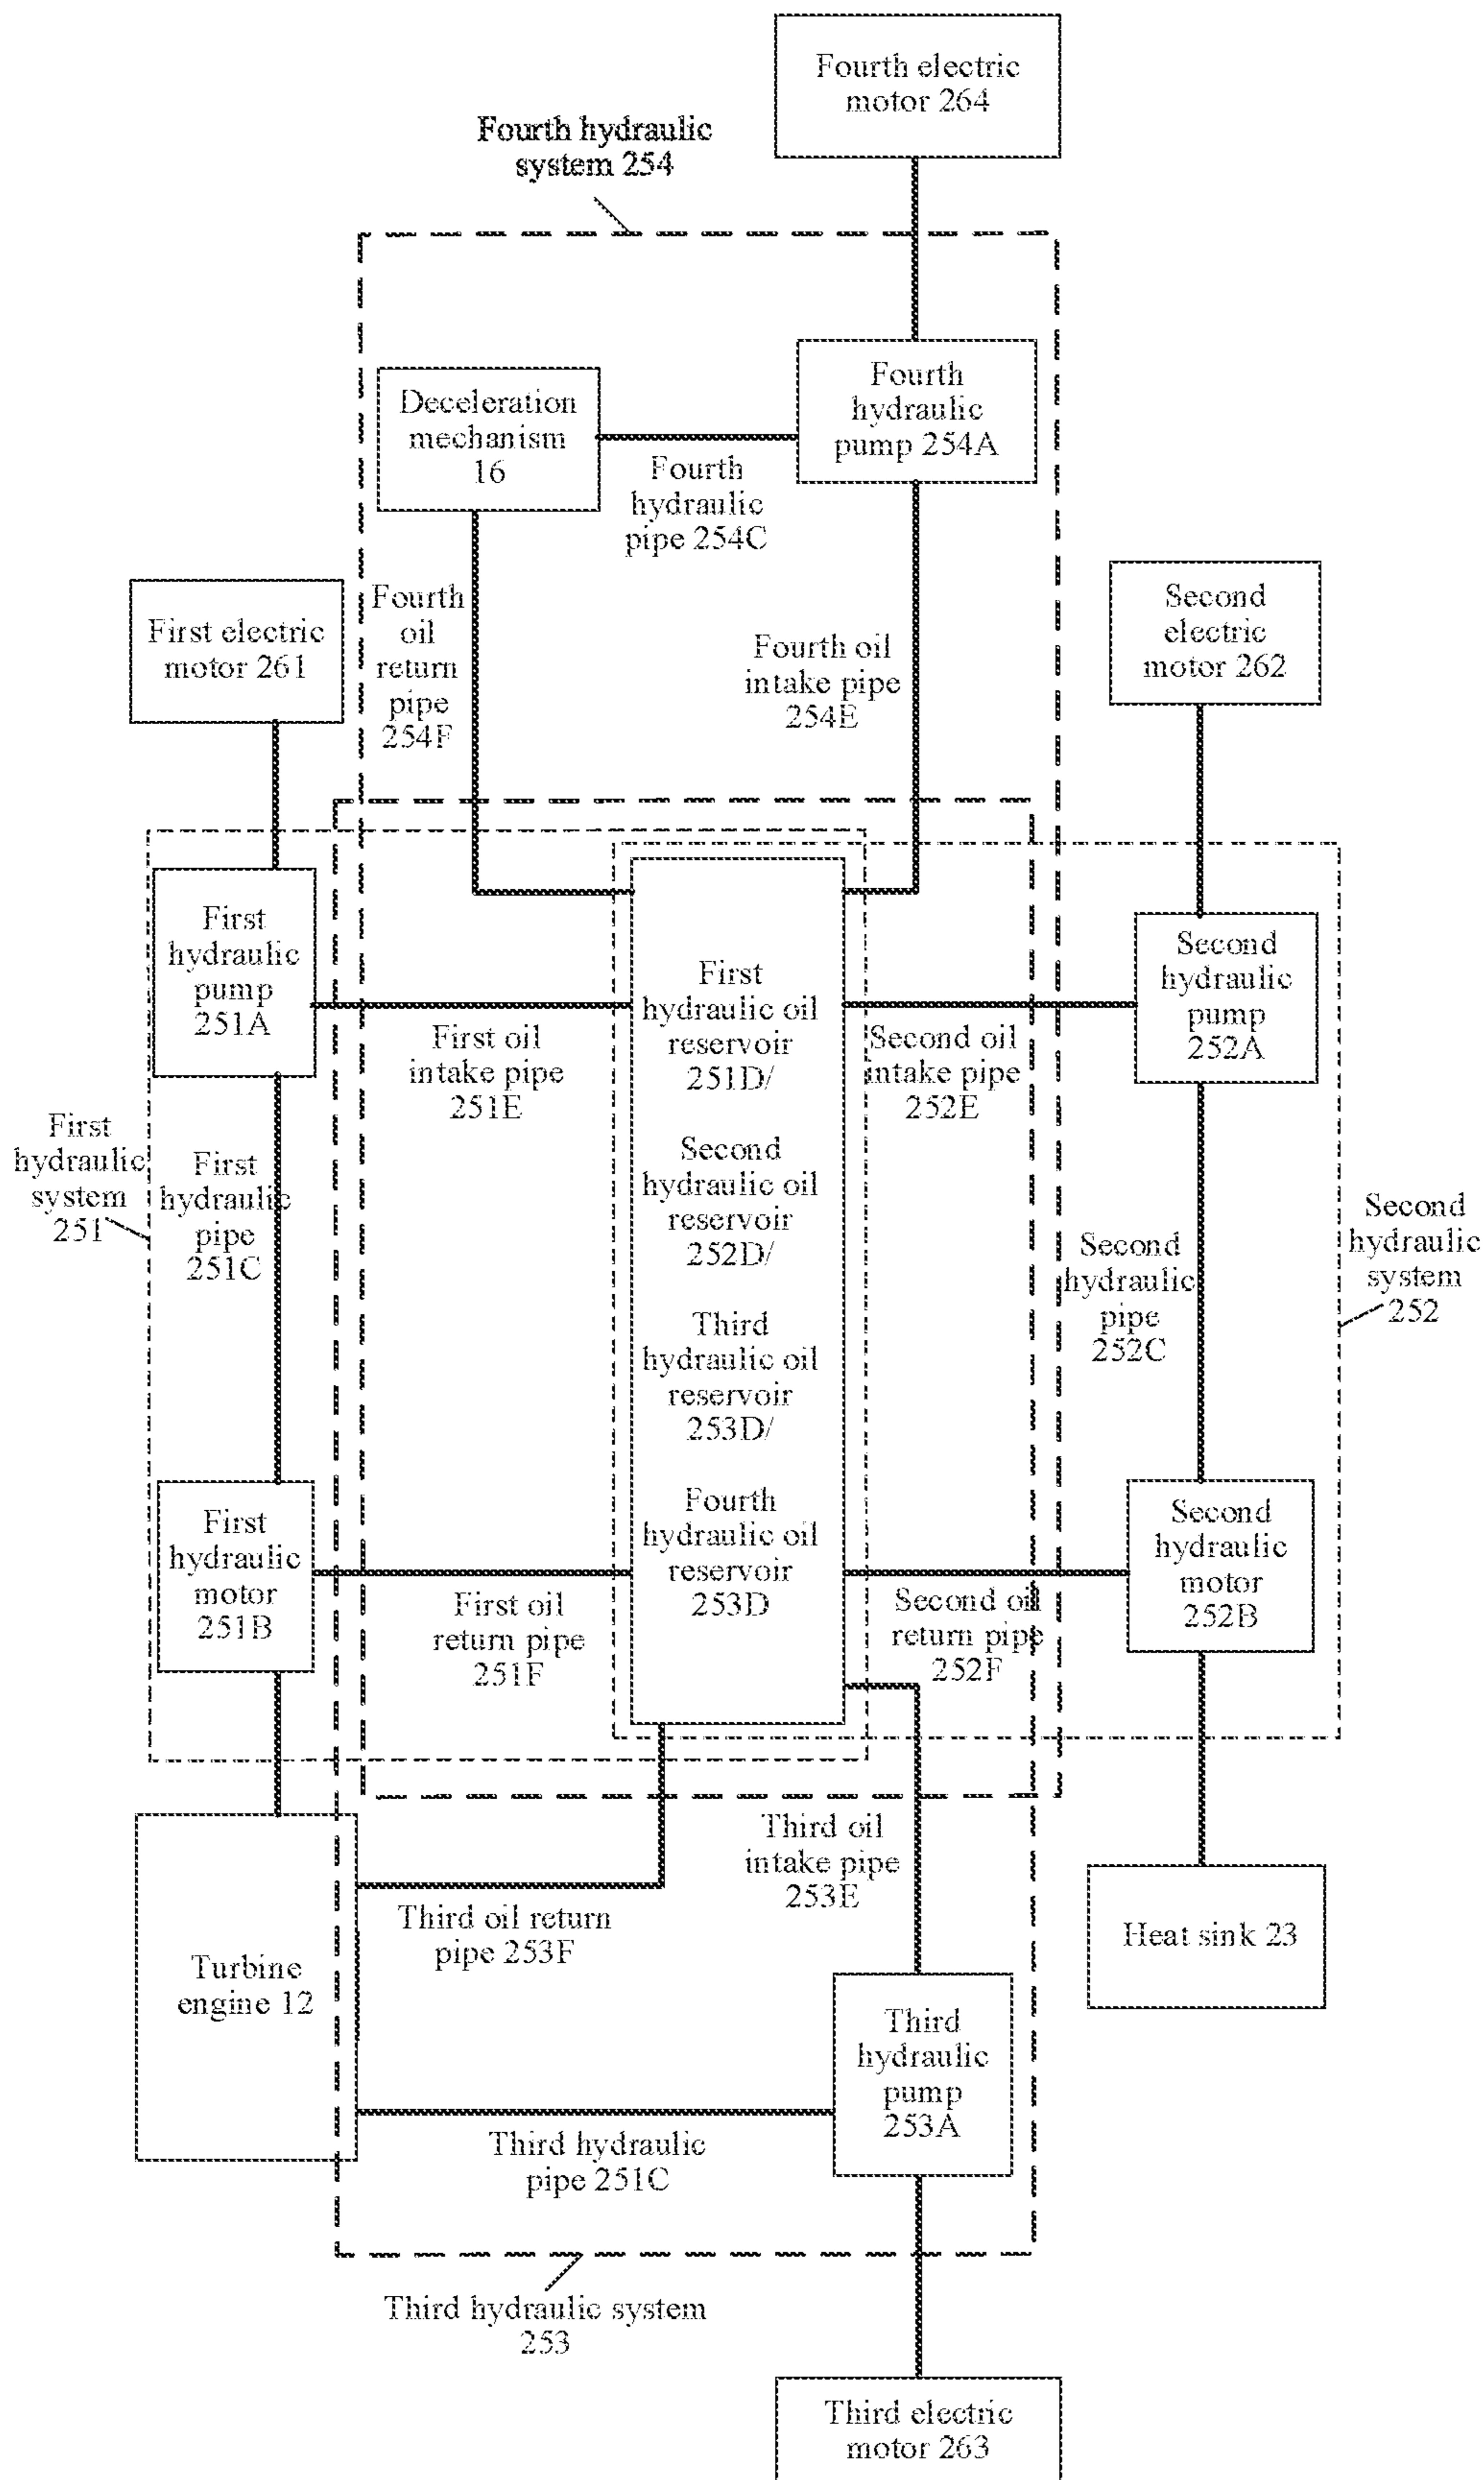 Fourth electric
motor 264
Fourth hydraulic
system 254
Fourth
hydraulic
pump 254A
Deceleration
mechanism
16
Fourth
hydraulic
pipe 254C
First electric
motor 261
Fourth
oil
return
pipe
254F
Fourth oil
intake pipe
254E
Second
electric
motor 262
First
hydraulic
pump
251A
First oil
intake pipe
251E
First
hydraulic oil
reservoir
251D/
Second
hydraulic oil
reservoir
252D/
Third
hydraulic oil
reservoir
253D/
Fourth
hydraulic oil
reservoir
253D
Second oil
intake pipe
252E
Second
hydraulic
pump
252A
First
hydraulic
system
251
First
hydraulic
pipe
251C
Second
hydraulic
pipe
252C
Second
hydraulic
system
252
First
hydraulic
motor
251B
First oil
return pipe
251F
Second oil
return pipe
252F
Second
hydraulic
motor
252B
Third oil
intake pipe
253E
Third oil return
pipe 253F
Turbine
engine 12
Heat sink 23
Third
hydraulic
pump
253A
Third hydraulic
pipe 251C
Third hydraulic system
253
Third electric
motor 263